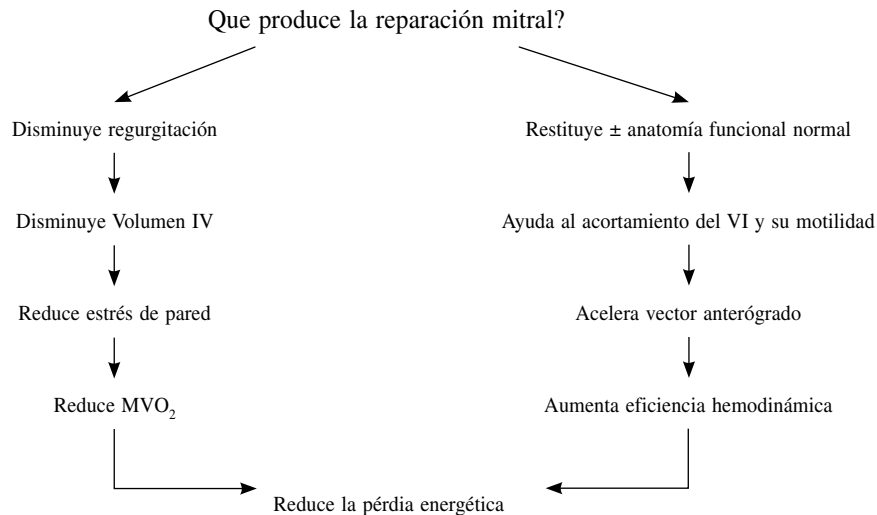 Que produce la reparación mitral?
Disminuye regurgitación
Restituye ± anatomía funcional normal
Disminuye Volumen IV
Ayuda al acortamiento del VI y su motilidad
Reduce estrés de pared
Acelera vector anterógrado
Reduce MVO₂
Aumenta eficiencia hemodinámica
Reduce la pérdia energética